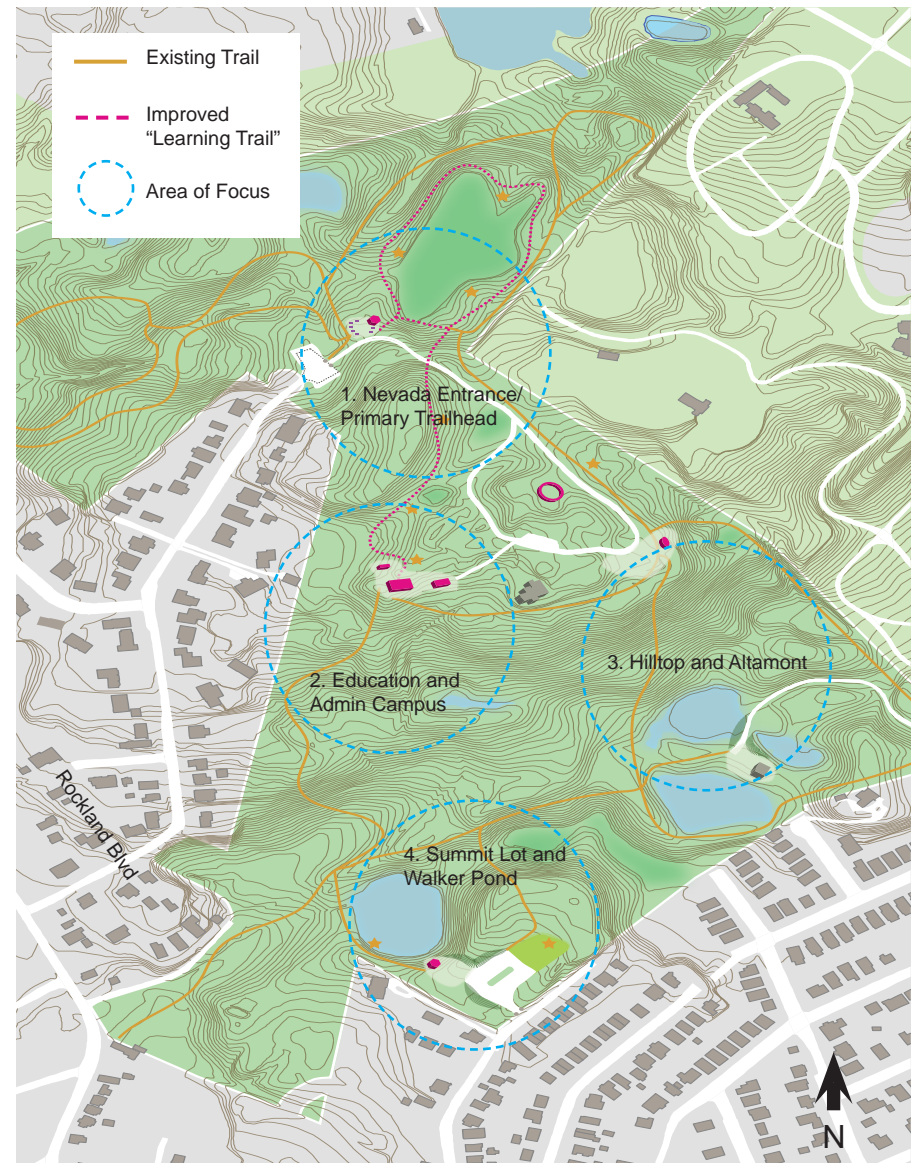 Existing Trail
Improved
“Learning Trail”
Area of Focus
1. Nevada Entrance/
Primary Trailhead
2. Education and
Admin Campus
3. Hilltop and Altamont
Rockland Blvd
4. Summit Lot and
Walker Pond
N